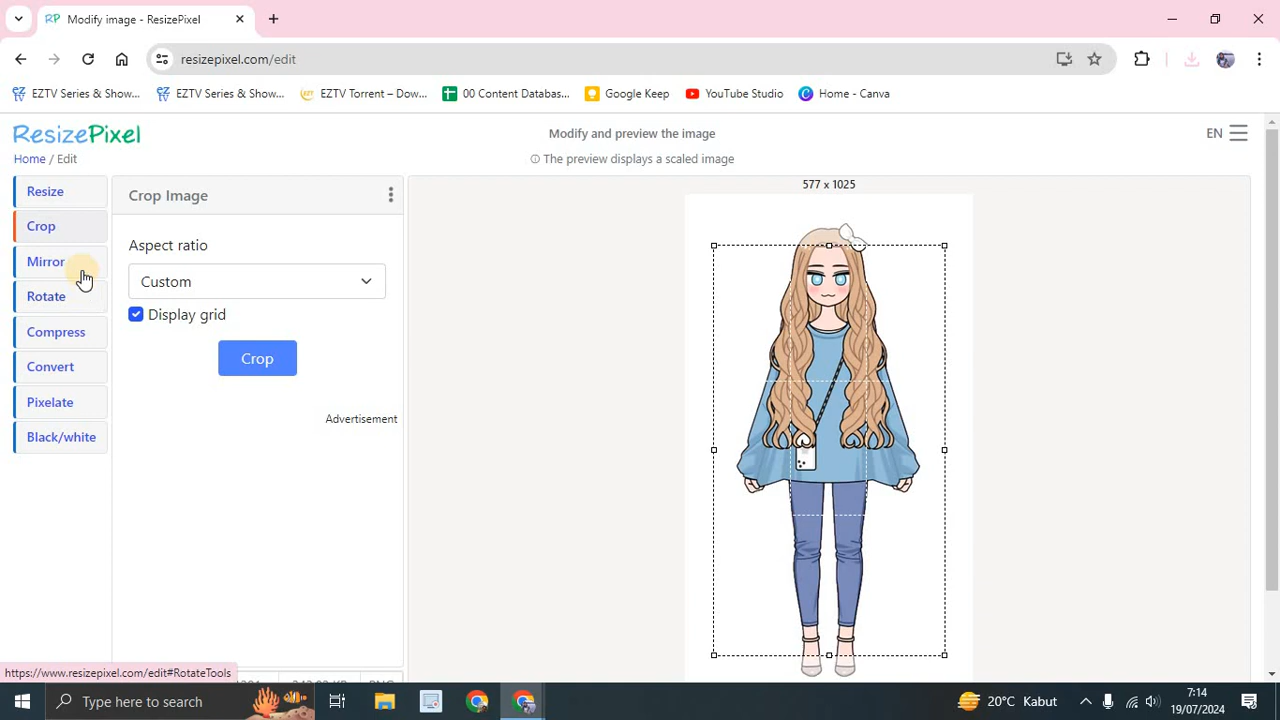 Modify image - ResizePixel
resizepixel.com/edit
EZTV Series & Show...
EZTV Series & Show...
EZTV Torrent – Dow...
00 Content Databas...
Google Keep
YouTube Studio
Home - Canva
ResizePixel
Modify and preview the image
EN
Home / Edit
The preview displays a scaled image
Resize
Crop
Mirror
Rotate
Compress
Convert
Pixelate
Black/white
Crop Image
Aspect ratio
Custom
Display grid
Crop
Advertisement
577 x 1025
https://www.resizepixel.com/edit#RotateTools
Type here to search
20°C Kabut
7:14
19/07/2024